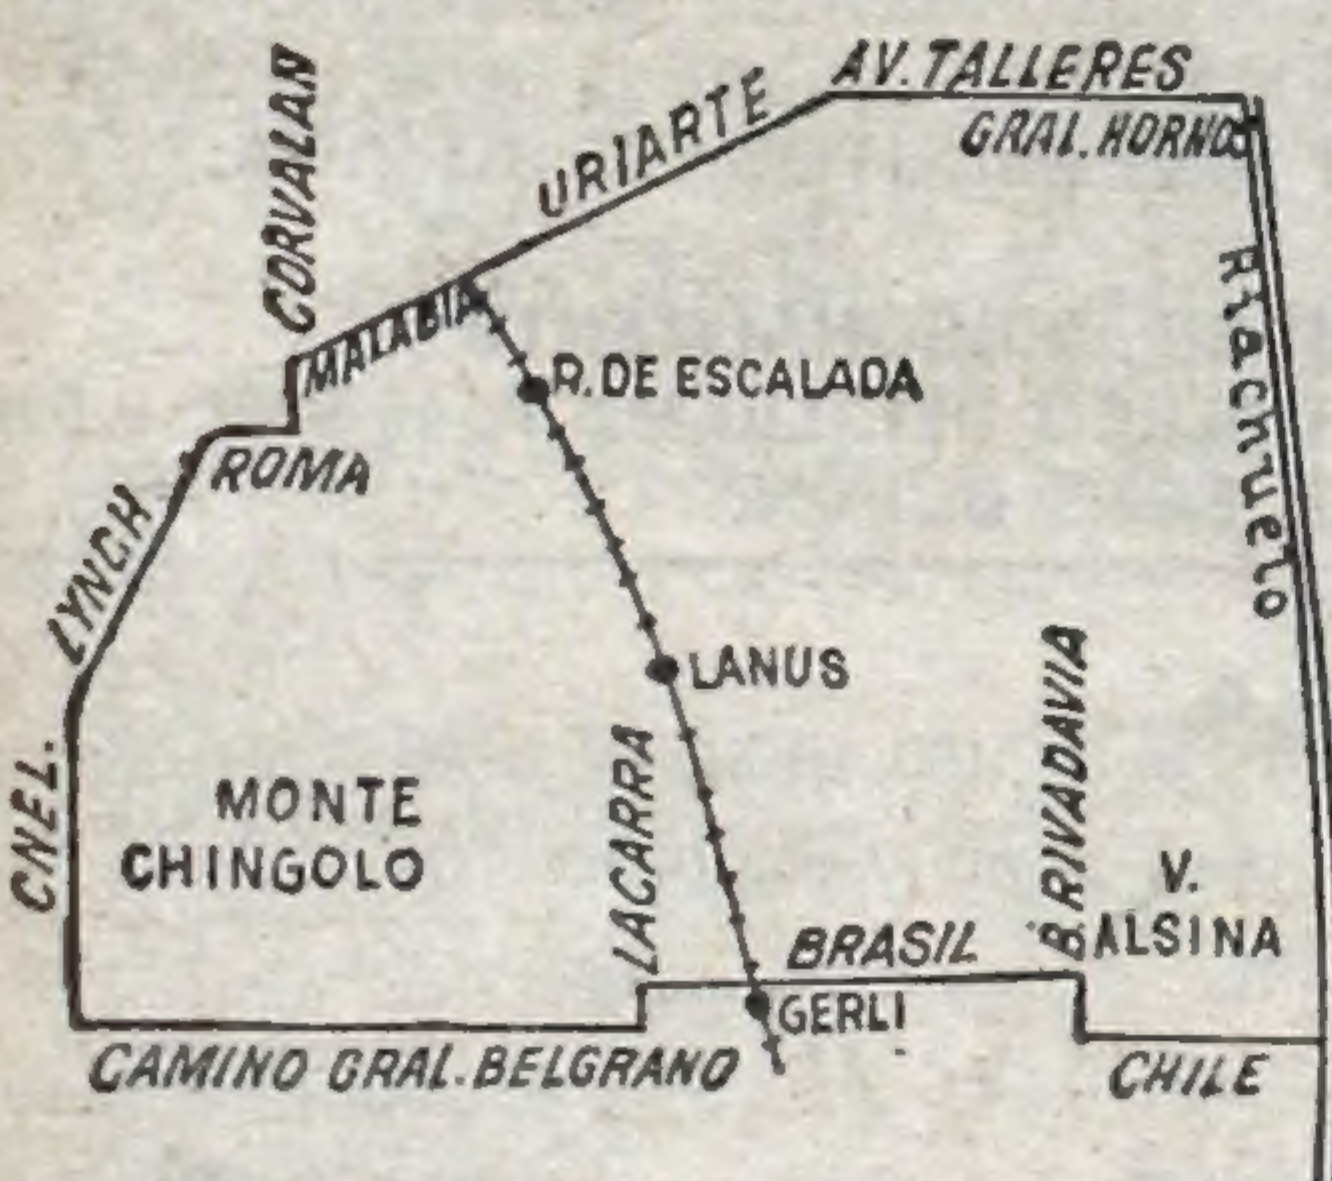 AV. TALLERES
GRAL. HORNOS
URIARTE
CORVALAN
MALABIA
R. DE ESCALADA
ROMA
Riachuelo
LYNCH
LANUS
B. RIVADAVIA
LACARRA
CNEL.
MONTE
CHINGOLO
V.
ALSINA
BRASIL
GERLI
CAMINO GRAL. BELGRANO
CHILE